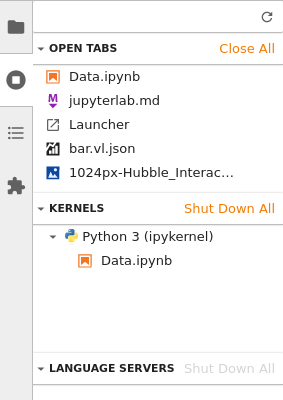 OPEN TABS Close All
Data.ipynb
M jupyterlab.md
Launcher
bar.vl.json
1024px-Hubble_Interac...
KERNELS Shut Down All
Python 3 (ipykernel)
Data.ipynb
LANGUAGE SERVERS Shut Down All